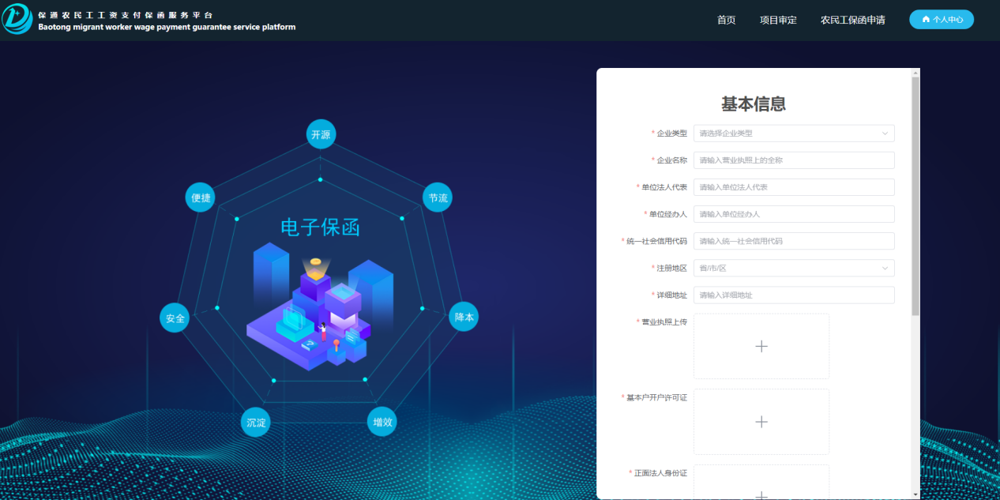 保通农民工工资支付保函服务平台
Baotong migrant worker wage payment guarantee service platform
首页
项目审定
农民工保函申请
个人中心
开源
便捷
节流
电子保函
安全
降本
沉淀
增效
基本信息
* 企业类型 请选择企业类型
* 企业名称 请输入营业执照上的全称
* 单位法人代表 请输入单位法人代表
* 单位经办人 请输入单位经办人
* 统一社会信用代码 请输入统一社会信用代码
* 注册地区 省/市/区
* 详细地址 请输入详细地址
* 营业执照上传
* 基本户开户许可证
* 正面法人身份证